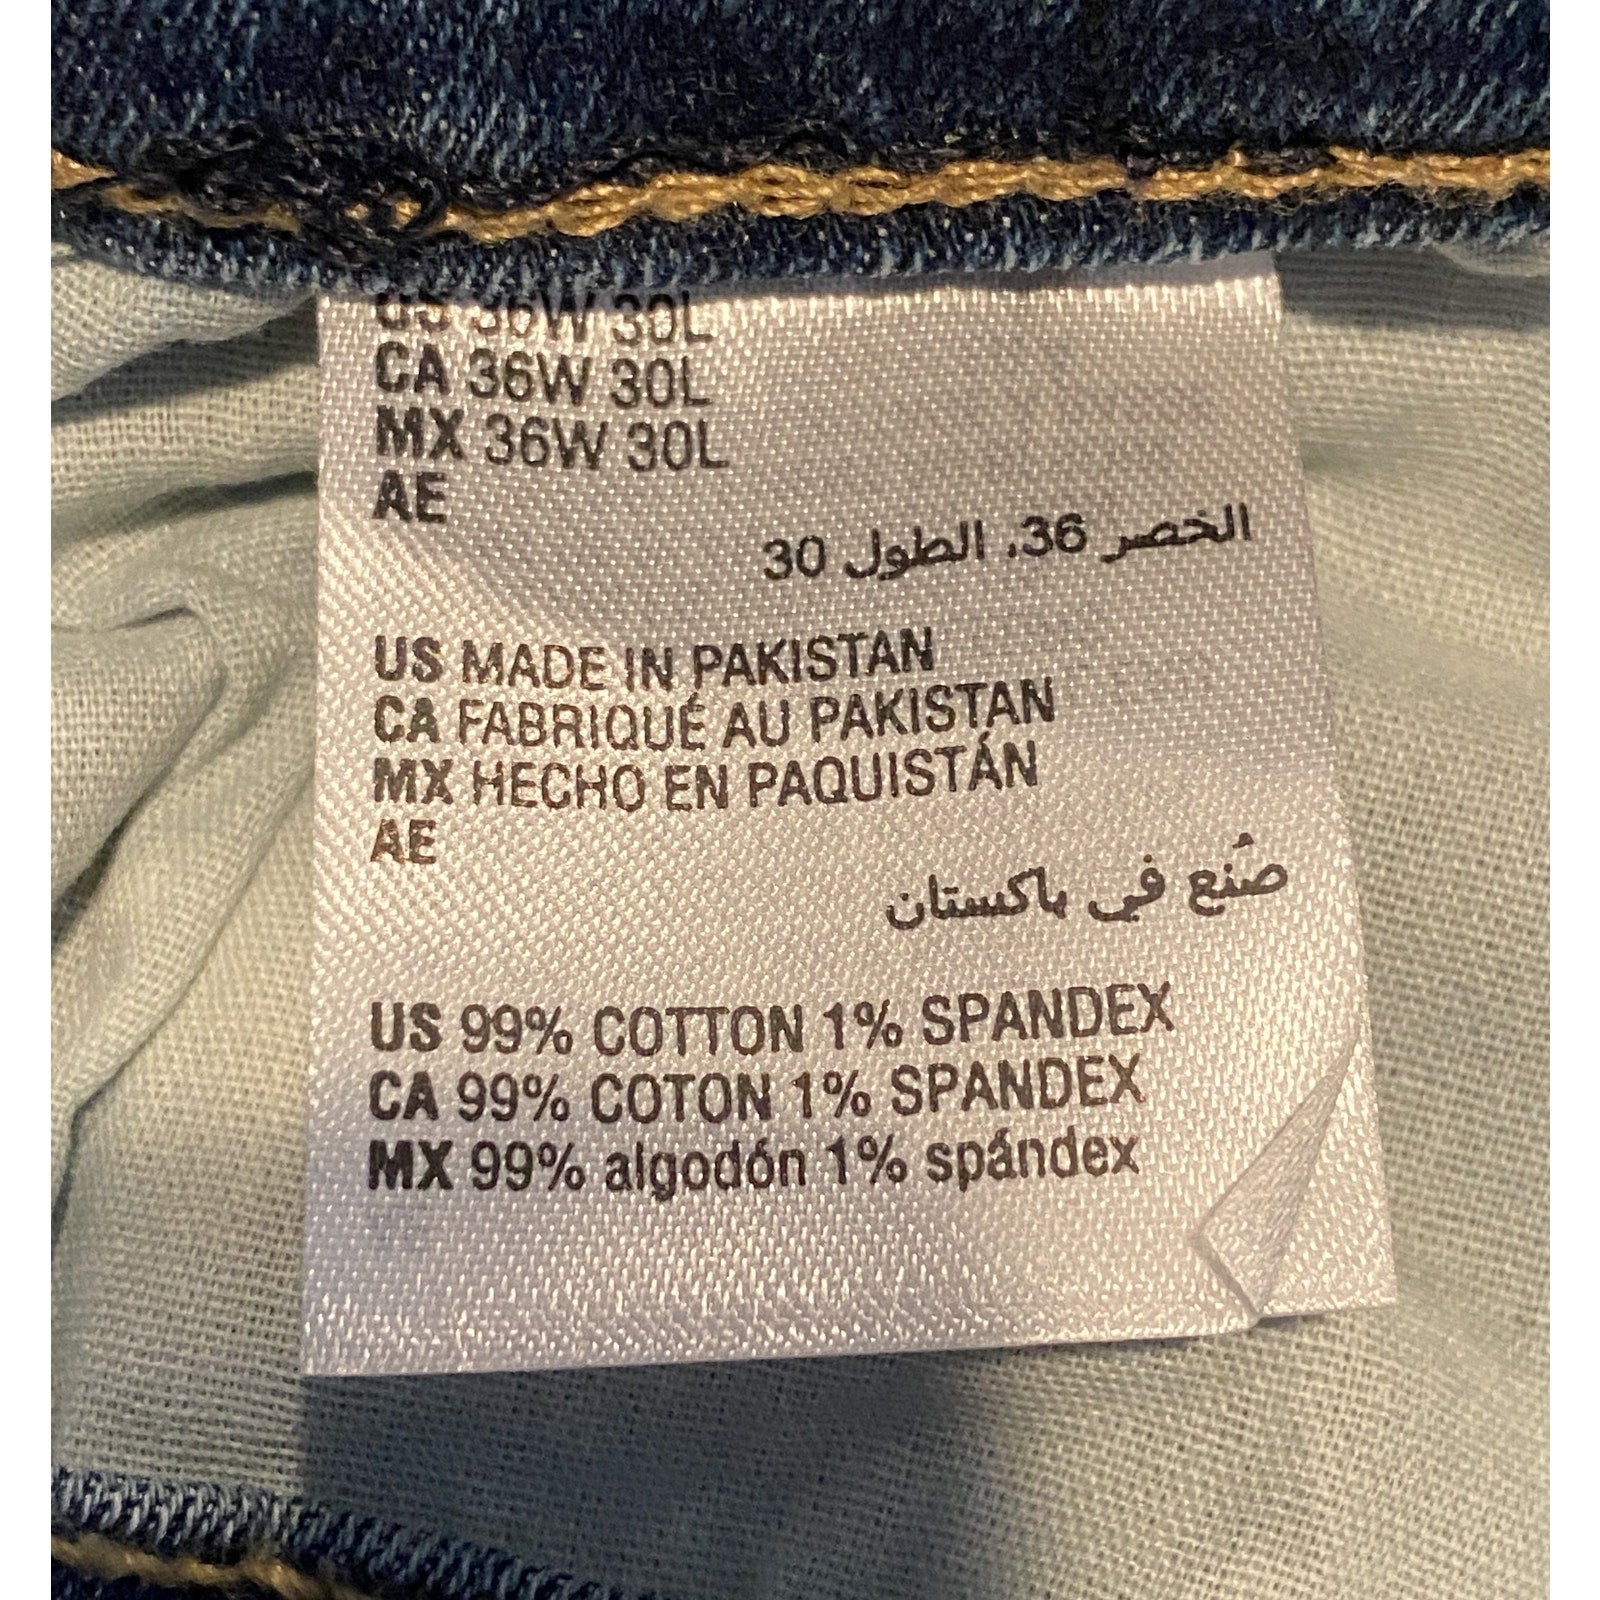 US 36W 30L
CA 36W 30L
MX 36W 30L
AE
الخصر 36، الطول 30
US MADE IN PAKISTAN
CA FABRIQUÉ AU PAKISTAN
MX HECHO EN PAQUISTÁN
AE
صُنع في باكستان
US 99% COTTON 1% SPANDEX
CA 99% COTON 1% SPANDEX
MX 99% algodón 1% spándex